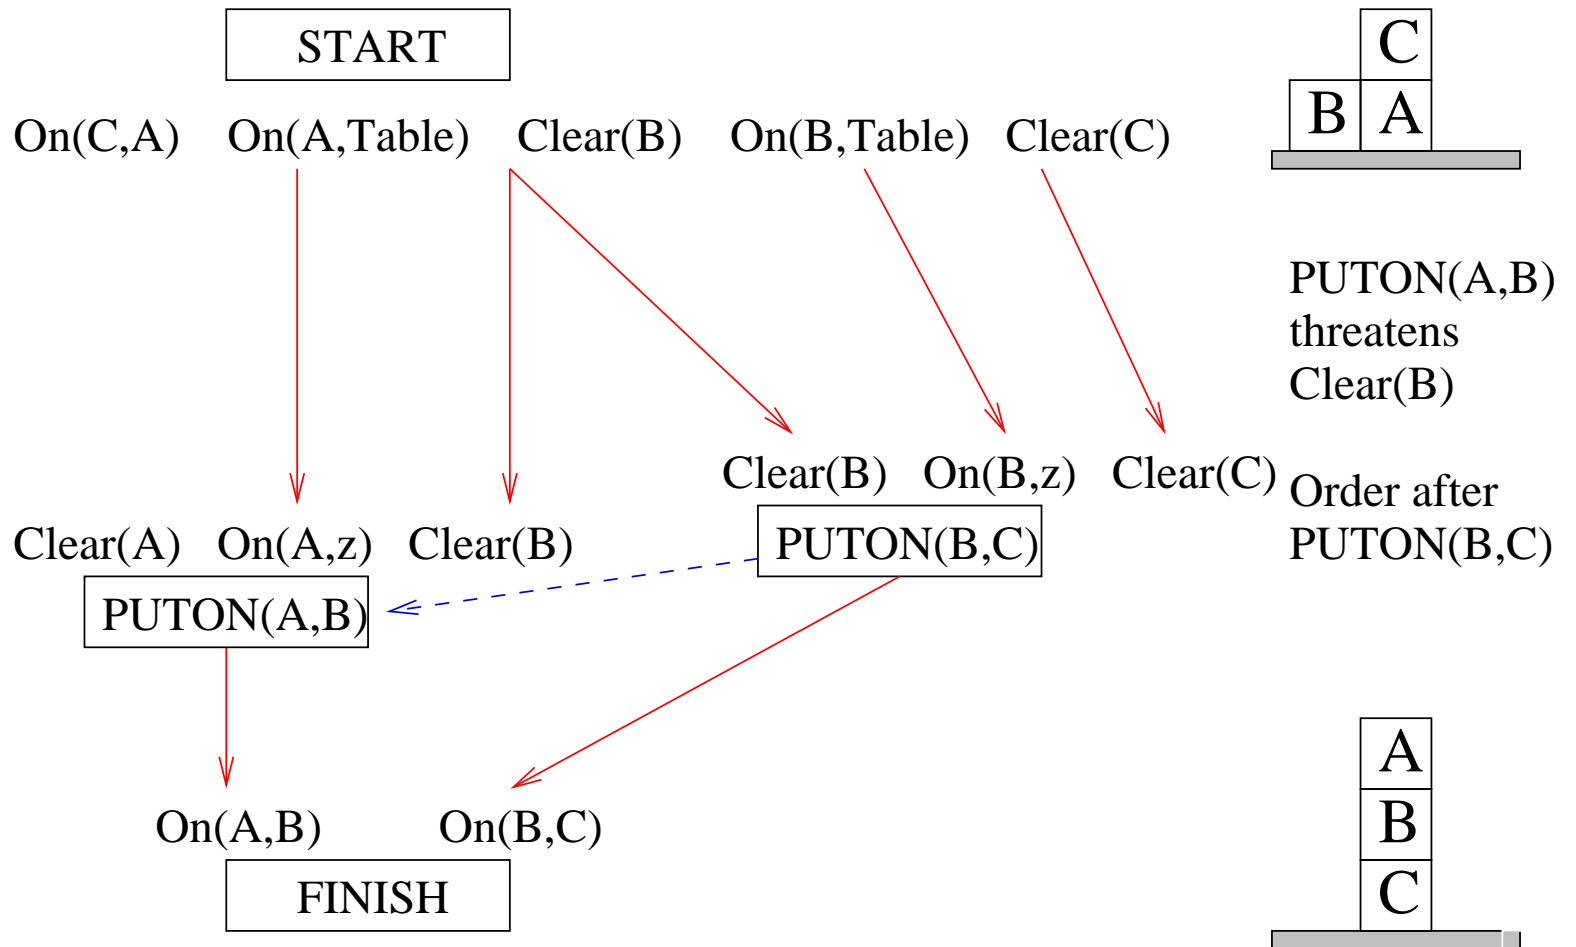 START
C
B A
On(C,A) On(A,Table) Clear(B) On(B,Table) Clear(C)
PUTON(A,B)
threatens
Clear(B)
Clear(B) On(B,z) Clear(C)
Order after
PUTON(B,C)
Clear(A) On(A,z) Clear(B)
PUTON(B,C)
PUTON(A,B)
A
B
C
On(A,B) On(B,C)
FINISH